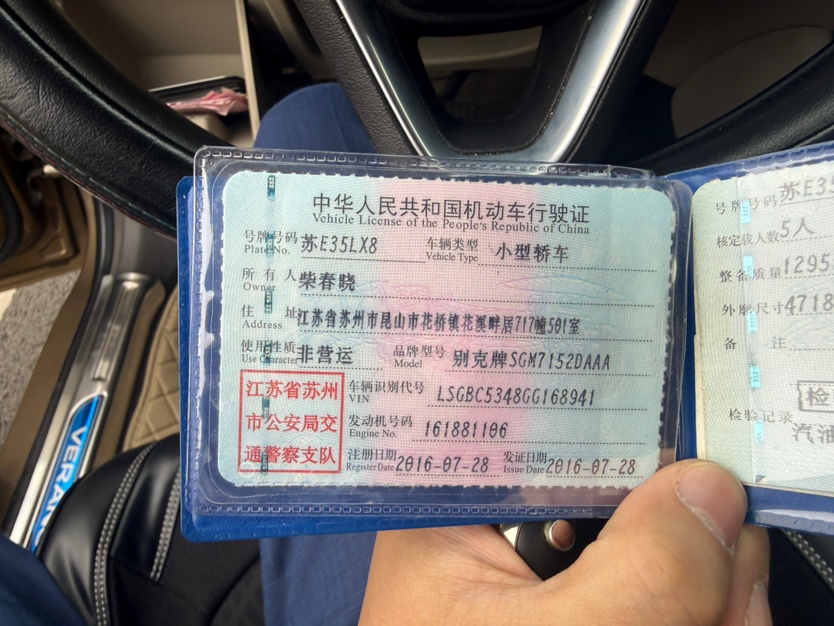 中华人民共和国机动车行驶证
Vehicle License of the People's Republic of China
号牌号码 苏E35LX8 车辆类型 小型轿车
Plate No. Vehicle Type
所有人 柴春晓
Owner
住址 江苏省苏州市昆山市花桥镇花溪畔居717幢501室
Address
使用性质 非营运 品牌型号 别克牌SGM7152DAAA
Use Character Model
江苏省苏州
市公安局交
通警察支队
车辆识别代号 LSGBC5348GG168941
VIN
发动机号码 161881106
Engine No.
注册日期 2016-07-28 发证日期 2016-07-28
Register Date Issue Date
号牌号码 苏E3
核定载人数 5人
整备质量 1295
外廓尺寸 4718
备注
检
检验记录
汽油
VERANO